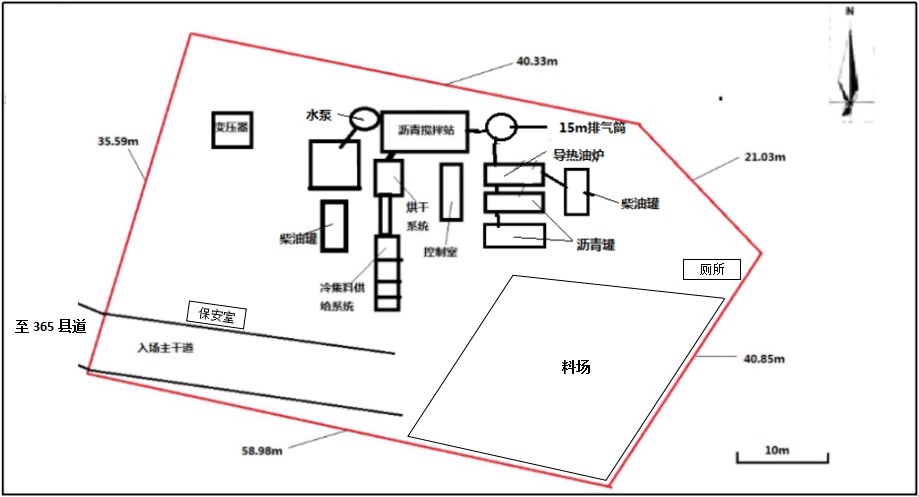 N
40.33m
水泵
变压器
沥青搅拌站
15m排气筒
35.59m
导热油炉
21.03m
烘干
系统
柴油罐
柴油罐
沥青罐
控制室
厕所
冷集料供
给系统
保安室
至 365 县道
入场主干道
料场
40.85m
58.98m
10m